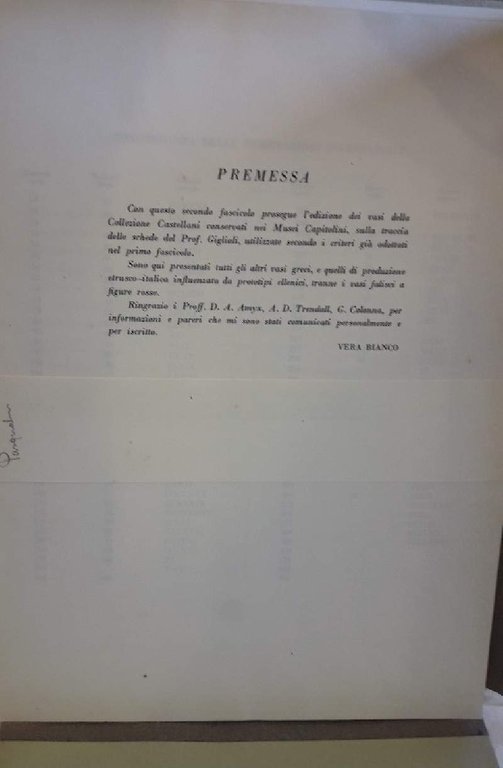 PREMESSA
Con questo secondo fascicolo prosegue l'edizione dei vasi della
Collezione Castellani conservati nei Musei Capitolini, sulla traccia
delle schede del Prof. Giglioli, utilizzate secondo i criteri già adottati
nel primo fascicolo.
Sono qui presentati tutti gli altri vasi greci, e quelli di produzione
etrusco-italica influenzata da prototipi ellenici, tranne i vasi falisci a
figure rosse.
Ringrazio i Proff. D. A. Amyx, A. D. Trendall, G. Colonna, per
informazioni e pareri che mi sono stati comunicati personalmente e
per iscritto.
VERA BIANCO